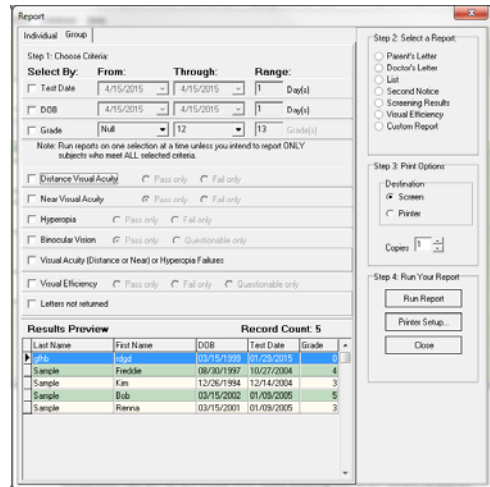 Report
Individual Group
Step 1: Choose Criteria:
Select By: From: Through: Range:
Test Date 4/15/2015 4/15/2015 1 Day(s)
DOB 4/15/2015 4/15/2015 1 Day(s)
Grade Null 12 13 Grade(s)
Note: Run reports on one selection at a time unless you intend to report ONLY
subjects who meet ALL selected criteria.
Distance Visual Acuity Pass only Fail only
Near Visual Acuity Pass only Fail only
Hyperopia Pass only Fail only
Binocular Vision Pass only Questionable only
Visual Acuity (Distance or Near) or Hyperopia Failures
Visual Efficiency Pass only Fail only Questionable only
Letters not returned
Results Preview Record Count: 5
Last Name First Name DOB Test Date Grade
gfhb rdgd 03/15/1999 01/29/2015 0
Sample Freddie 08/30/1997 10/27/2004 4
Sample Kim 12/26/1994 12/14/2004 3
Sample Bob 03/15/2002 01/09/2005 5
Sample Renna 03/15/2001 01/09/2005 3
Step 2: Select a Report:
Parent's Letter
Doctor's Letter
List
Second Notice
Screening Results
Visual Efficiency
Custom Report
Step 3: Print Options
Destination
Screen
Printer
Copies 1
Step 4: Run Your Report
Run Report
Printer Setup...
Close